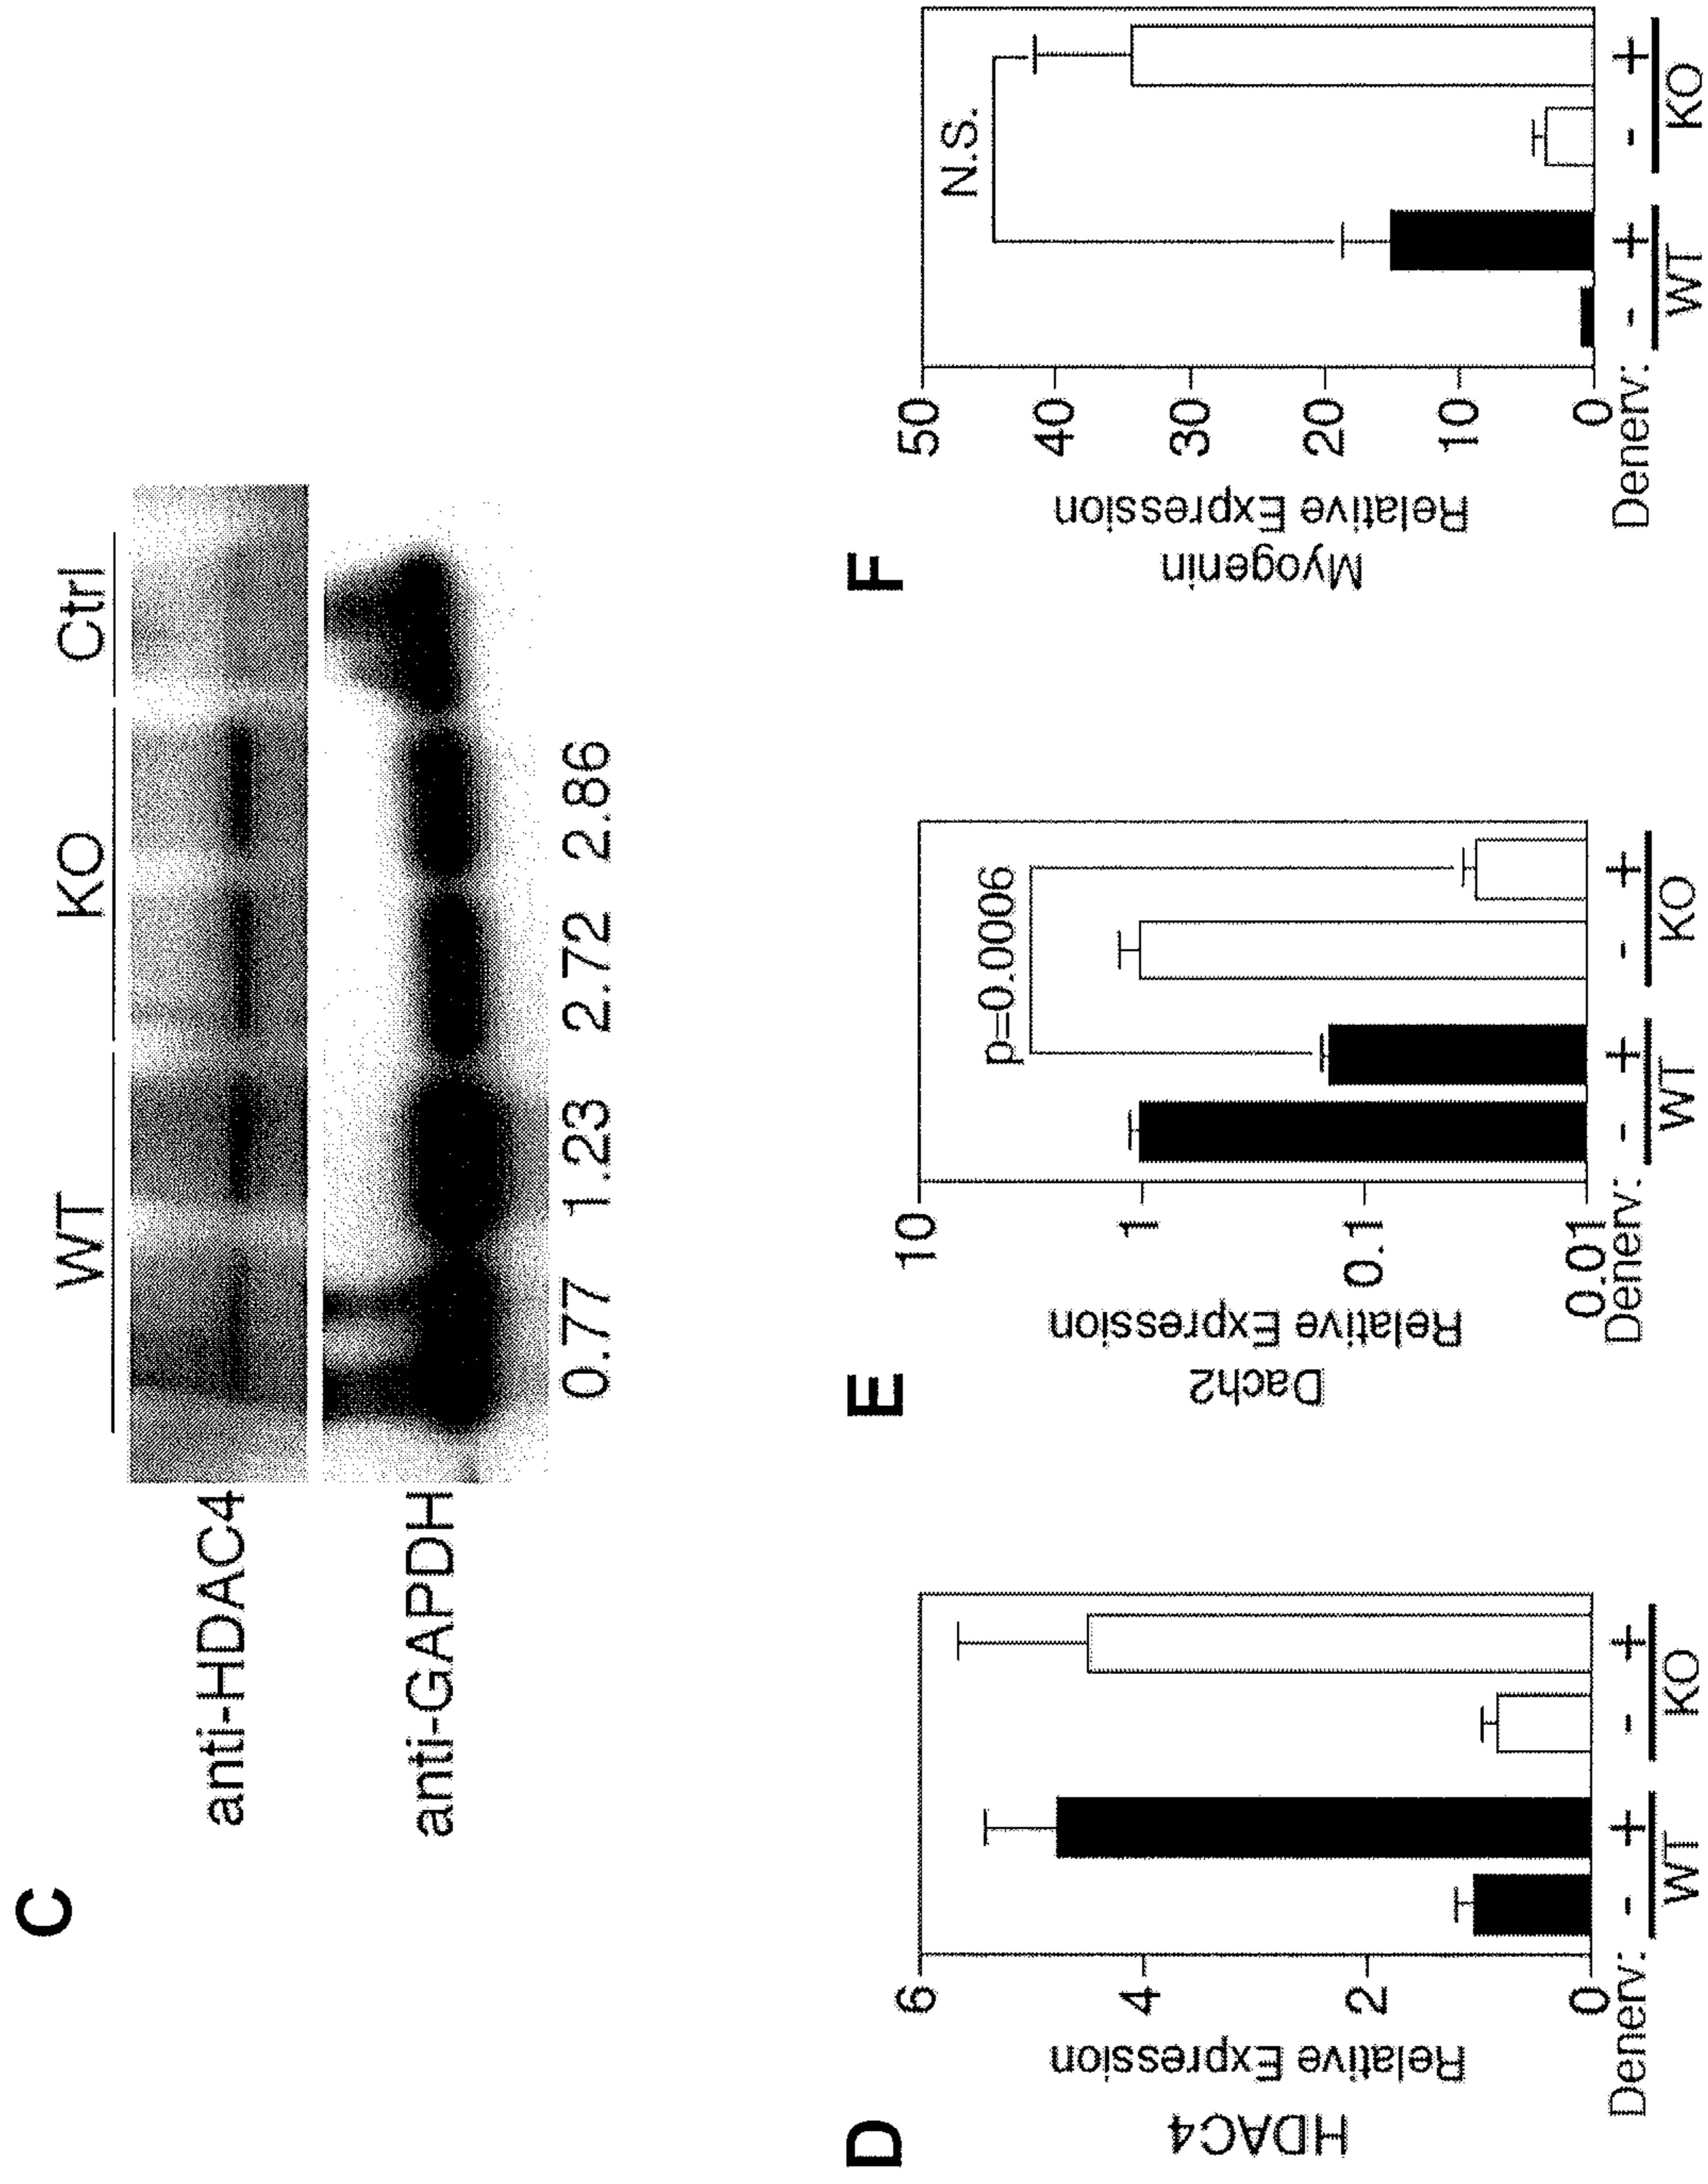 C
WT KO Ctrl
anti-HDAC4
anti-GAPDH
0.77 1.23 2.72 2.86
D
HDAC4
Relative Expression
6
4
2
0
Denerv: - + - +
WT KO
E
Dach2
Relative Expression
10
1
0.1
0.01
p=0.0006
Denerv: - + - +
WT KO
F
Myogenin
Relative Expression
50
40
30
20
10
0
N.S.
Denerv: - + - +
WT KO